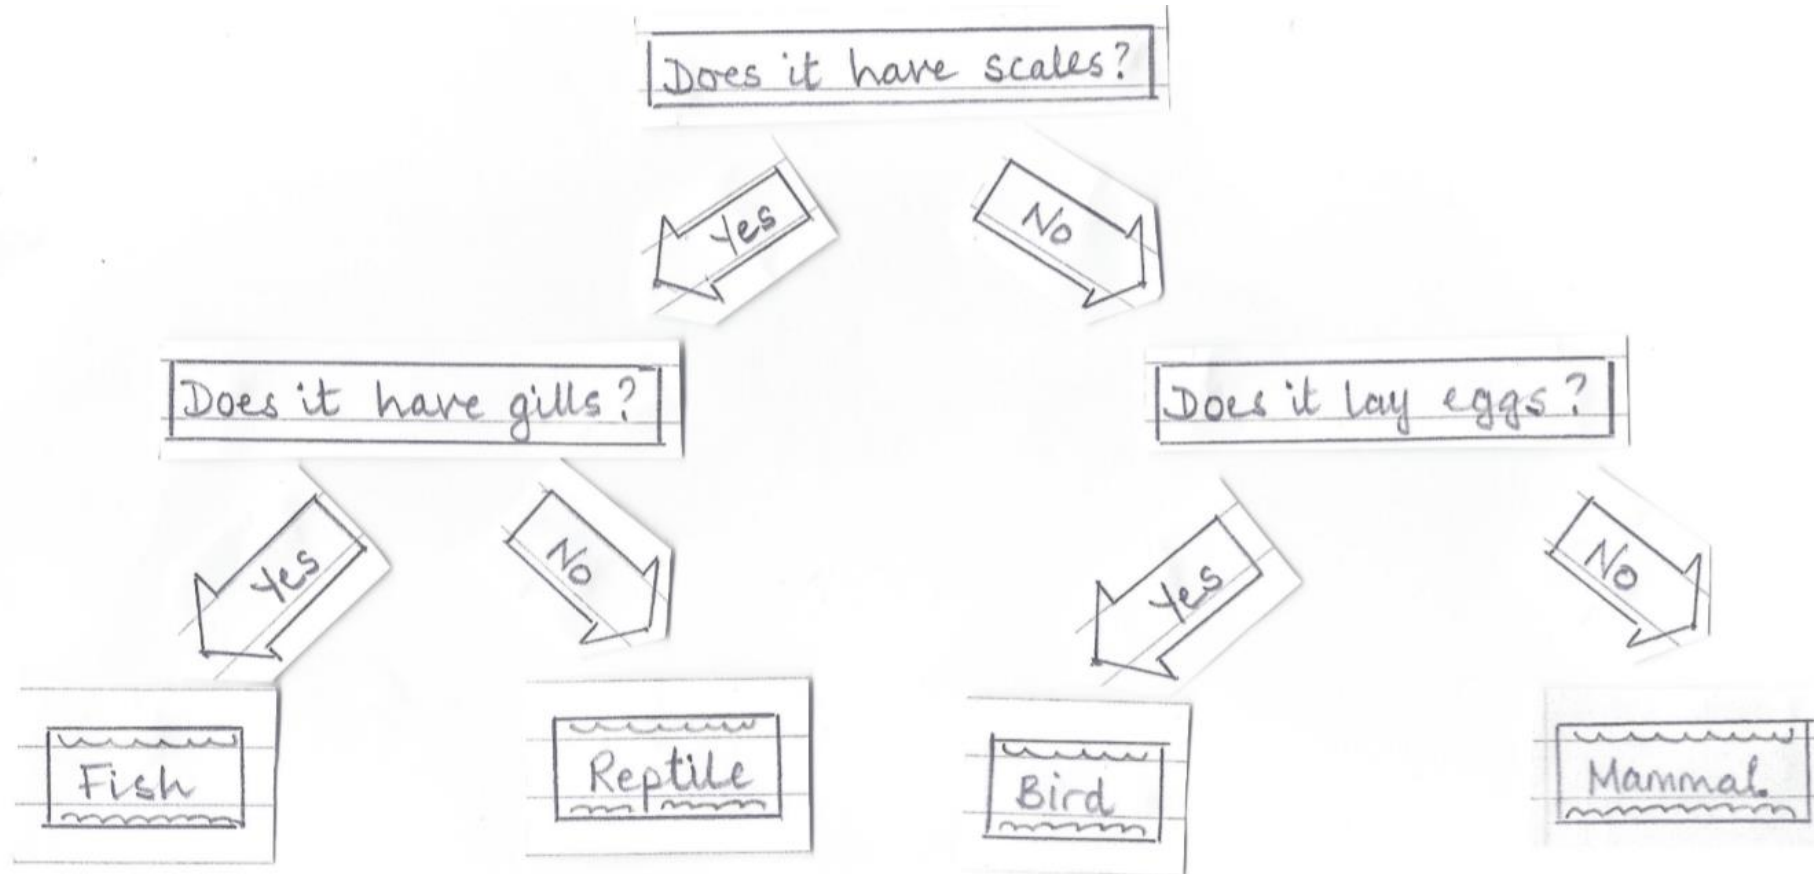 Does it have scales?
Yes
No
Does it have gills?
Does it lay eggs?
Yes
No
Yes
No
Fish
Reptile
Bird
Mammal.